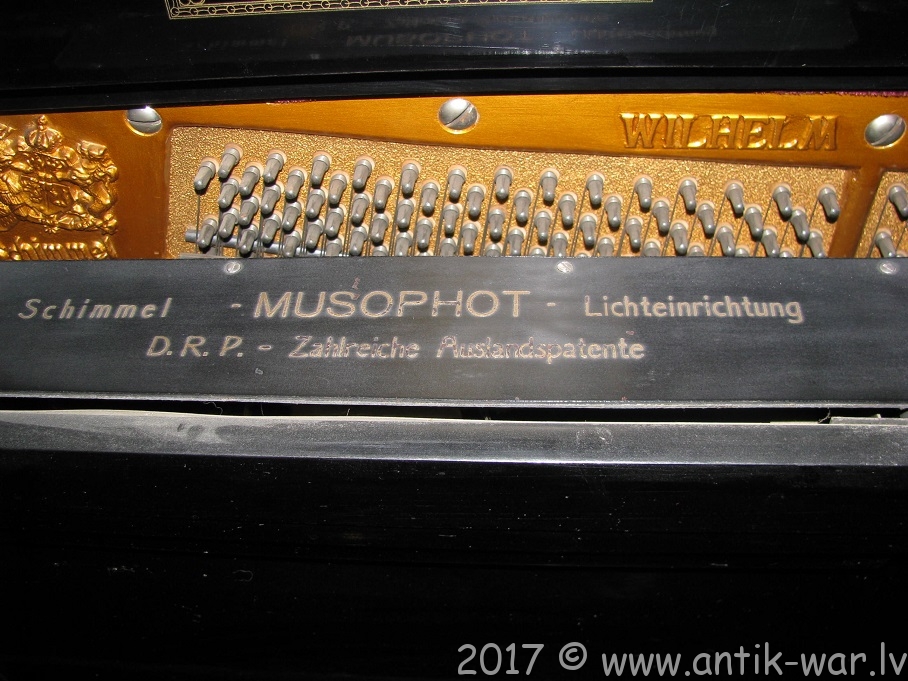 WILHELM
Schimmel - MUSOPHOT - Lichteinrichtung
D.R.P. - Zahlreiche Auslandspatente
2017 © www.antik-war.lv